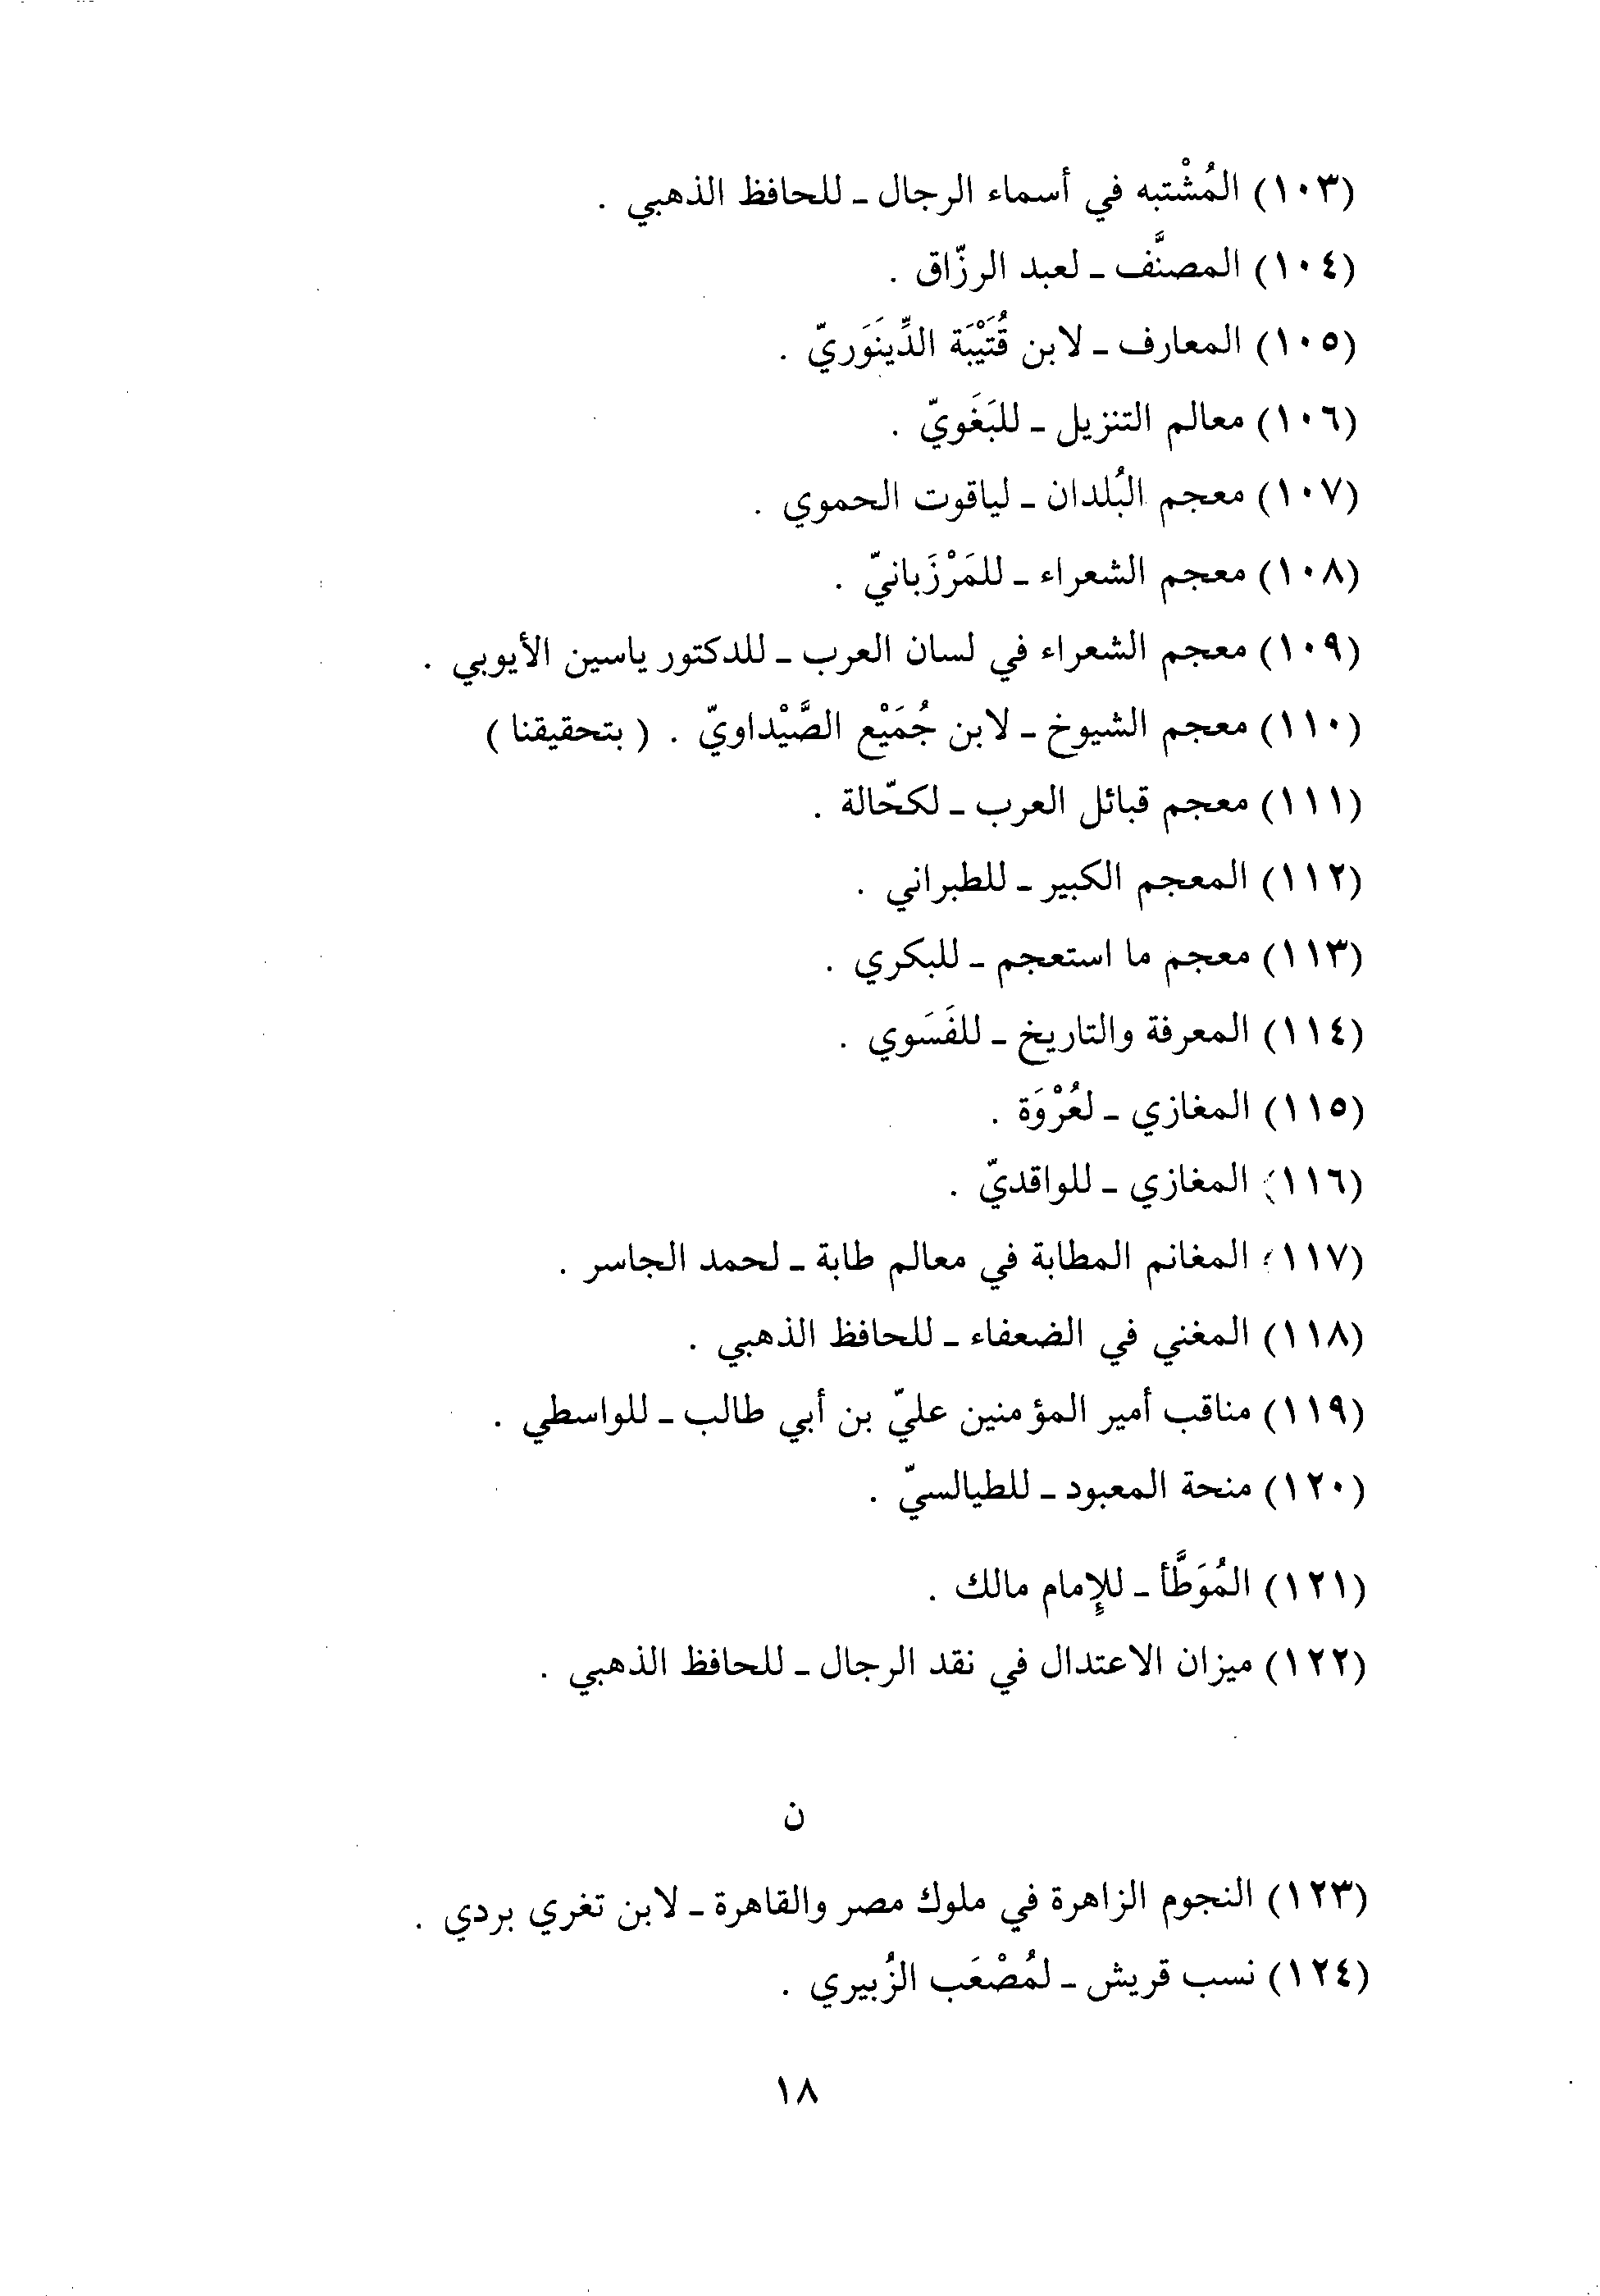 (١٠٣) المُشْتبه في أسماء الرجال ـ للحافظ الذهبي .
(١٠٤) المصنَّف ـ لعبد الرزّاق .
(١٠٥) المعارف ـ لابن قُتَيْبَة الدِّينَوَريّ .
(١٠٦) معالم التنزيل ـ للبَغَويّ .
(١٠٧) معجم البُلدان ـ لياقوت الحموي .
(١٠٨) معجم الشعراء ـ للمَرْزَبانيّ .
(١٠٩) معجم الشعراء في لسان العرب ـ للدكتور ياسين الأيوبي .
(١١٠) معجم الشيوخ ـ لابن جُمَيْع الصَّيْداويّ . ( بتحقيقنا )
(١١١) معجم قبائل العرب ـ لكحّالة .
(١١٢) المعجم الكبير ـ للطبراني .
(١١٣) معجم ما استعجم ـ للبكري .
(١١٤) المعرفة والتاريخ ـ للفَسَوي .
(١١٥) المغازي ـ لعُرْوَة .
(١١٦) المغازي ـ للواقديّ .
(١١٧) المغانم المطابة في معالم طابة ـ لحمد الجاسر .
(١١٨) المغني في الضعفاء ـ للحافظ الذهبي .
(١١٩) مناقب أمير المؤمنين عليّ بن أبي طالب ـ للواسطي .
(١٢٠) منحة المعبود ـ للطيالسيّ .
(١٢١) المُوَطَّأ ـ للإمام مالك .
(١٢٢) ميزان الاعتدال في نقد الرجال ـ للحافظ الذهبي .
ن
(١٢٣) النجوم الزاهرة في ملوك مصر والقاهرة ـ لابن تغري بردي .
(١٢٤) نسب قريش ـ لمُصْعَب الزُبيري .
١٨